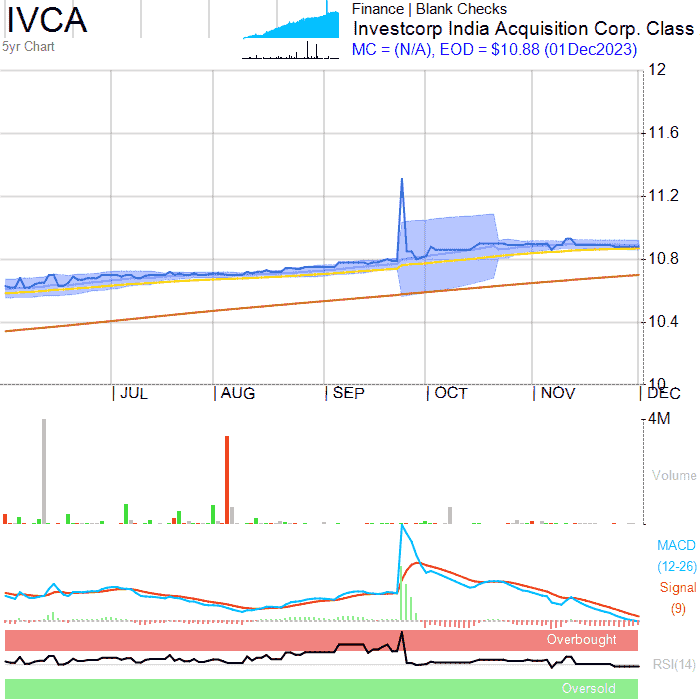 IVCA
5yr Chart
Finance | Blank Checks
Investcorp India Acquisition Corp. Class
MC = (N/A), EOD = $10.88 (01Dec2023)
12
11.6
11.2
10.8
10.4
10
JUL AUG SEP OCT NOV DEC
4M
Volume
MACD
(12-26)
Signal
(9)
Overbought
RSI(14)
Oversold